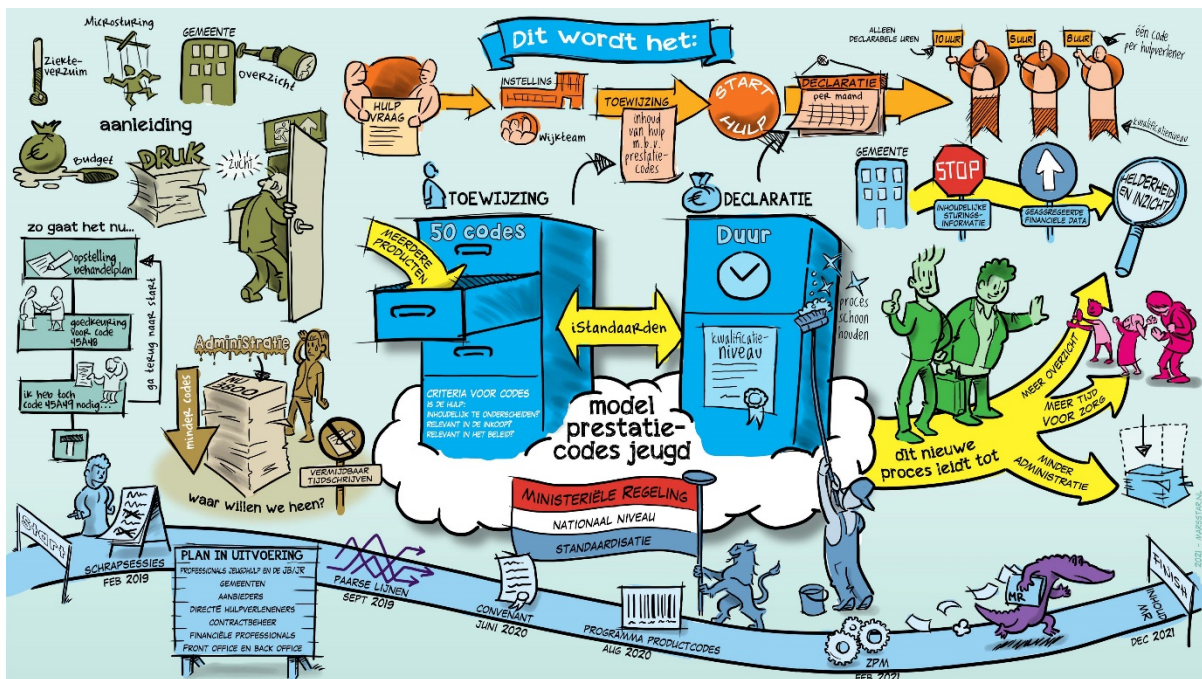 Ziekte-
verzuim
Microsturing
GEMEENTE
overzicht
aanleiding
Budget
DRUK
Zucht
zo gaat het nu...
opstelling
behandelplan
goedkeuring
voor code
45A48
ik heb toch
code 45A49 nodig...
ga terug naar start
Administratie
minder codes
VERMIJDBAAR
TIJDSCHRIJVEN
waar willen we heen?
Dit wordt het:
HULP
VRAAG
INSTELLING
Wijkteam
TOEWIJZING
inhoud
van hulp
m.b.v.
prestatie-
codes
START
HULP
DECLARATIE
per maand
ALLEEN
DECLARABELE UREN
10 UUR
5 UUR
8 UUR
één code
per hulpverlener
kwalificatieniveau
GEMEENTE
STOP
INHOUDELIJKE
STURINGS-
INFORMATIE
GEAGGREGEERDE
FINANCIELE DATA
HELDERHEID
EN INZICHT
TOEWIJZING
50 codes
MEERDERE
PRODUCTEN
CRITERIA VOOR CODES
IS DE HULP:
INHOUDELIJK TE ONDERSCHEIDEN?
RELEVANT IN DE INKOOP?
RELEVANT IN HET BELEID?
iStandaarden
DECLARATIE
Duur
kwalificatie-
NIVEAU
proces
schoon
houden
model
prestatie-
codes jeugd
dit nieuwe
proces leidt tot
MEER OVERZICHT
MEER TIJD
VOOR ZORG
MINDER
ADMINISTRATIE
MINISTERIËLE REGELING
NATIONAAL NIVEAU
STANDAARDISATIE
START
SCHRAPSESSIES
FEB 2019
PLAN IN UITVOERING
PROFESSIONALS JEUGDHULP EN DE JB/JR
GEMEENTEN
AANBIEDERS
DIRECTE HULPVERLENENERS
CONTRACTBEHEER
FINANCIËLE PROFESSIONALS
FRONT OFFICE EN BACK OFFICE
PAARSE LIJNEN
SEPT 2019
CONVENANT
JUNI 2020
PROGRAMMA PRODUCTCODES
AUG 2020
ZPM
FEB 2021
MR
FINISH
INHOUD
MR
DEC 2021